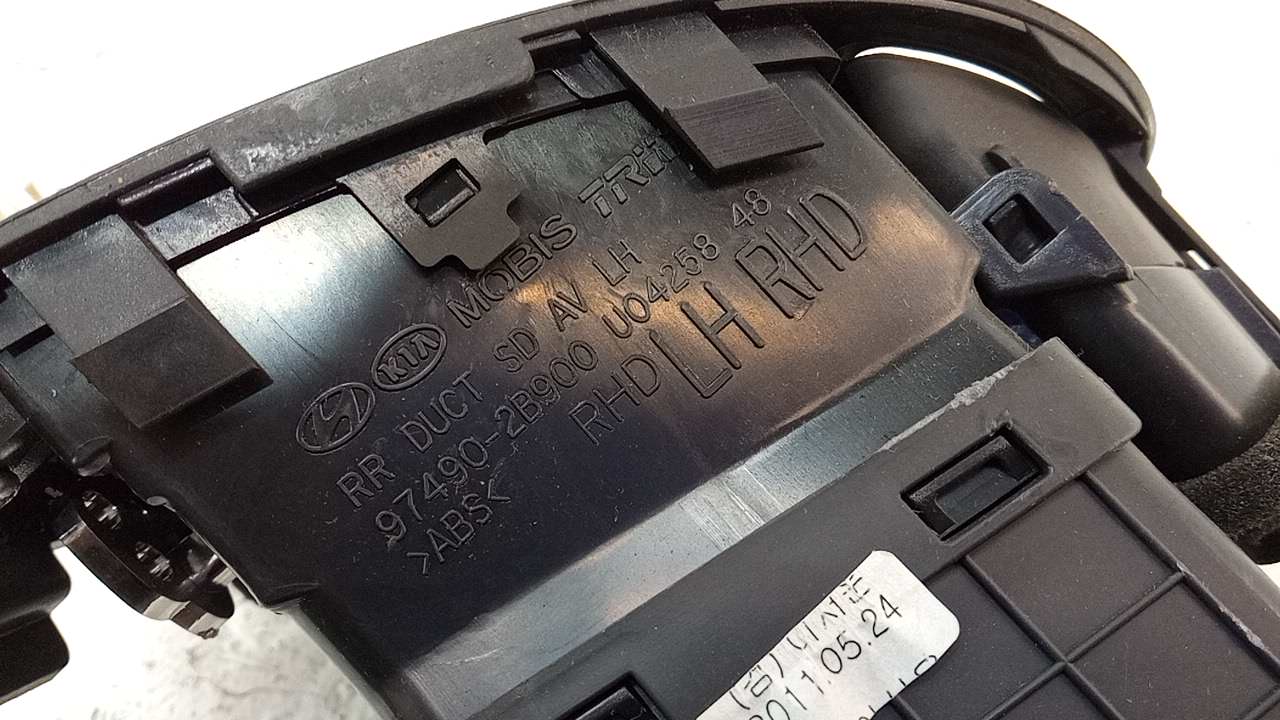 KIA MOBIS
RR DUCT SD AV LH
97490-2B900 U04258 48
>ABS<
RHD LH RHD
2011.05.24